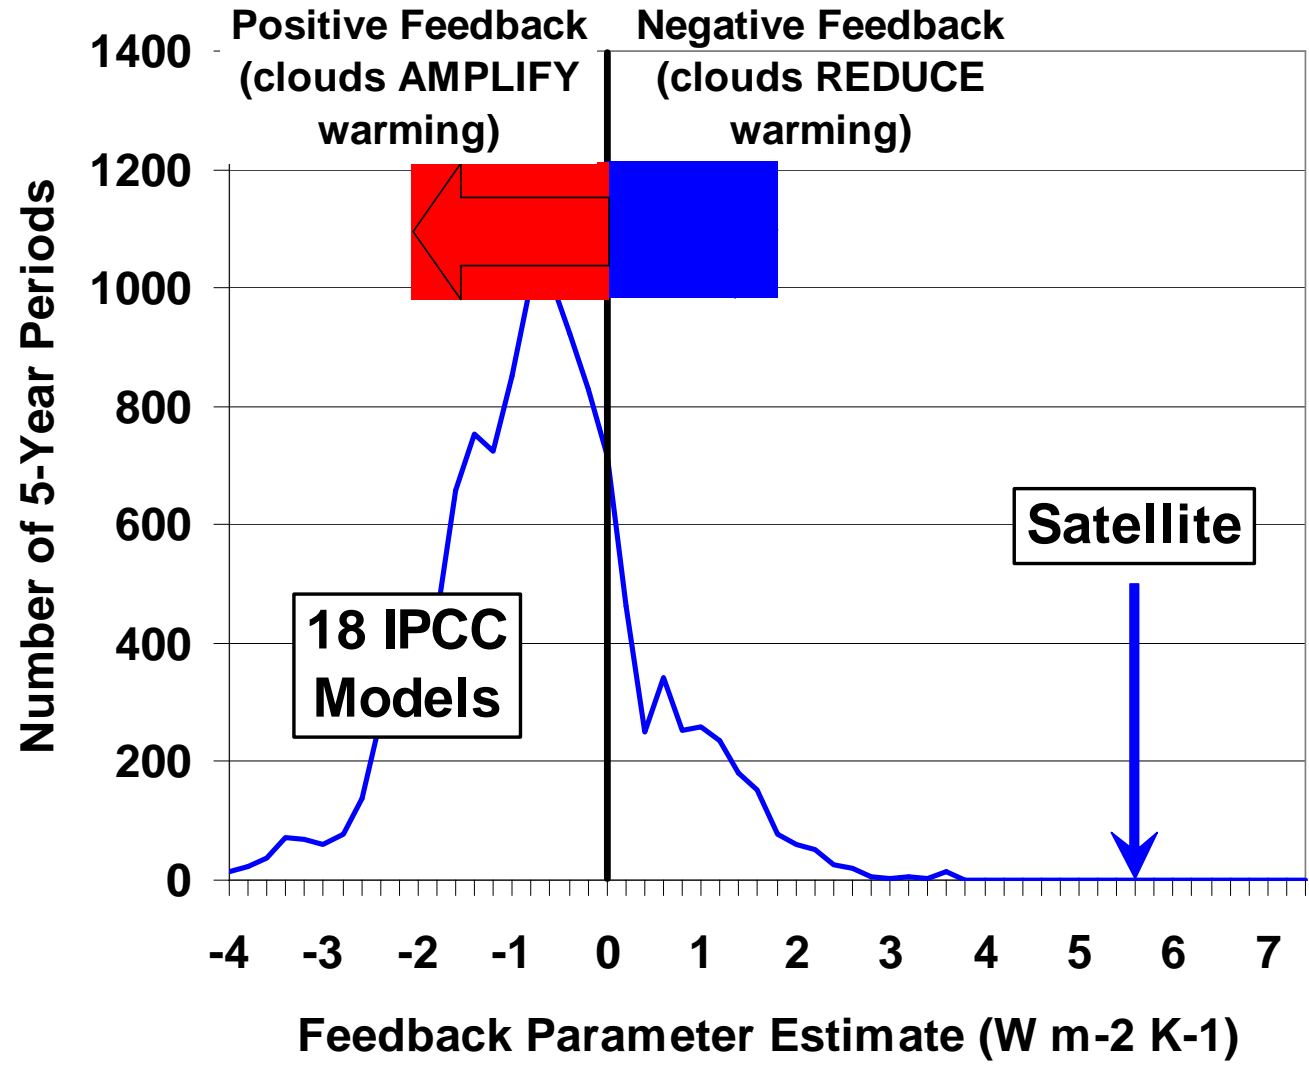 Positive Feedback
(clouds AMPLIFY
warming)
Negative Feedback
(clouds REDUCE
warming)
1400
1200
1000
800
600
400
200
0
Number of 5-Year Periods
18 IPCC
Models
Satellite
-4 -3 -2 -1 0 1 2 3 4 5 6 7
Feedback Parameter Estimate (W m-2 K-1)